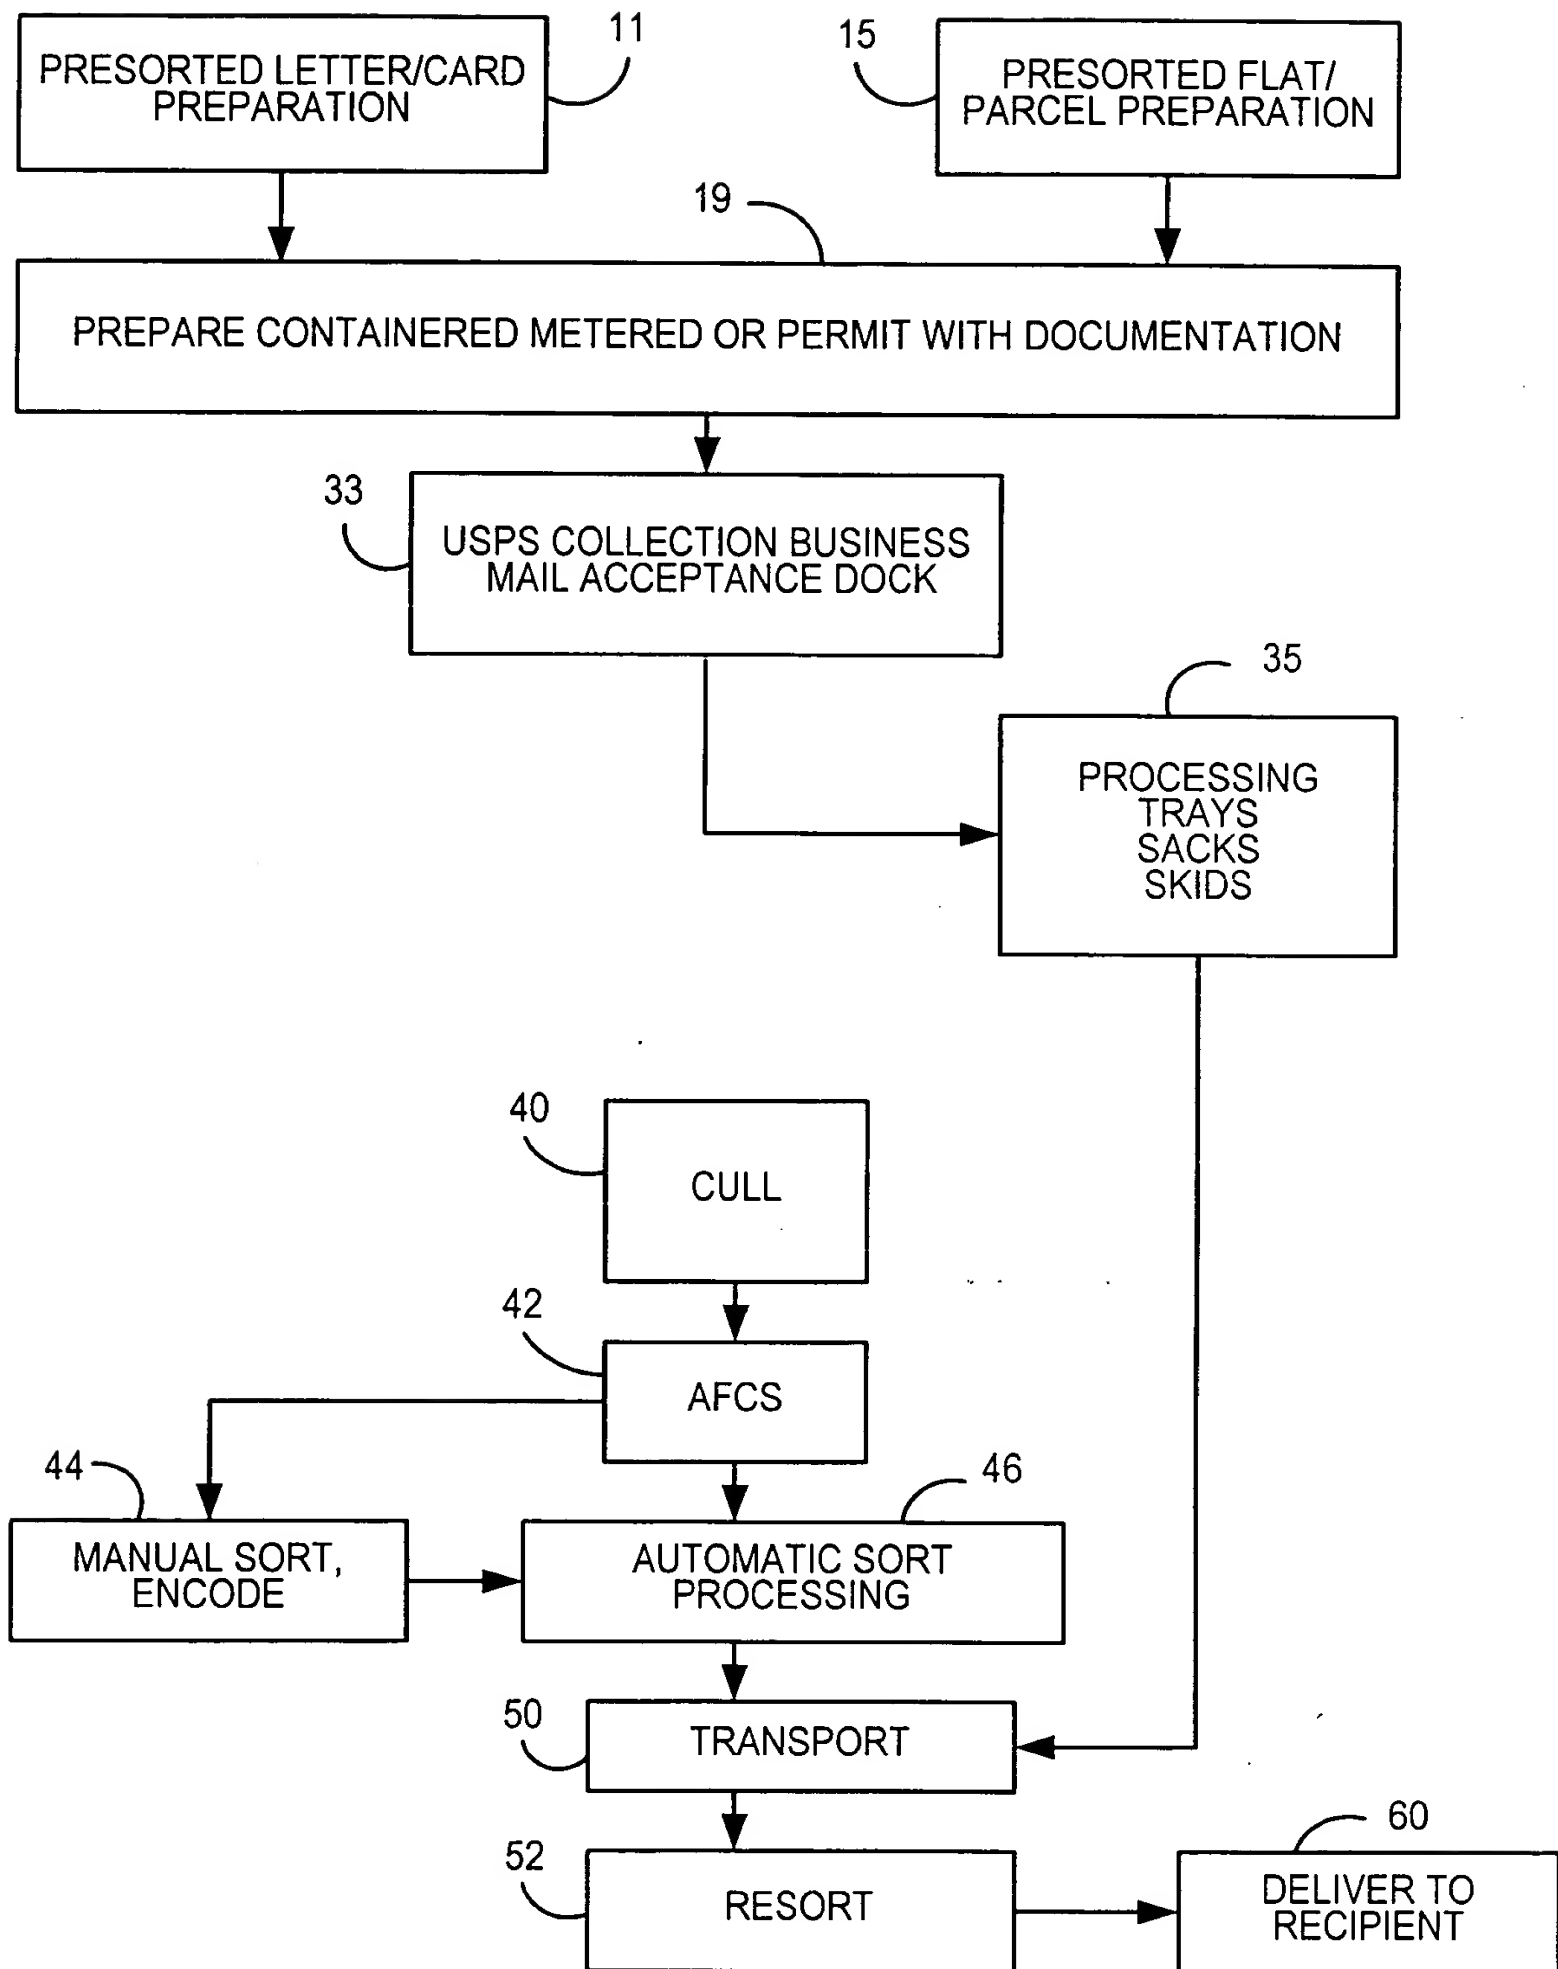 11
PRESORTED LETTER/CARD
PREPARATION
15
PRESORTED FLAT/
PARCEL PREPARATION
19
PREPARE CONTAINERED METERED OR PERMIT WITH DOCUMENTATION
33
USPS COLLECTION BUSINESS
MAIL ACCEPTANCE DOCK
35
PROCESSING
TRAYS
SACKS
SKIDS
40
CULL
42
AFCS
44
MANUAL SORT,
ENCODE
46
AUTOMATIC SORT
PROCESSING
50
TRANSPORT
52
RESORT
60
DELIVER TO
RECIPIENT